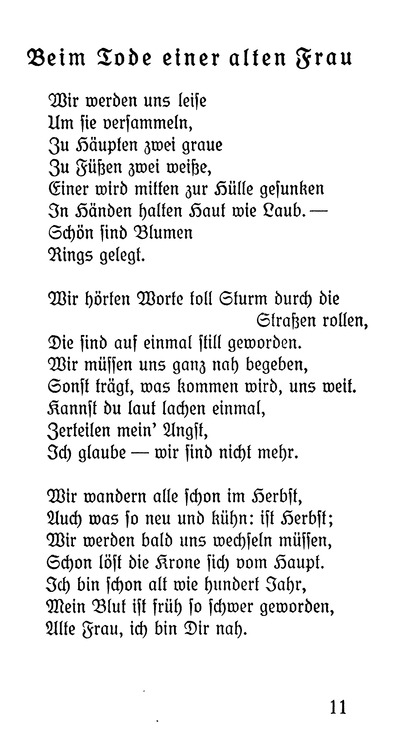 Beim Tode einer alten Frau
Wir werden uns leise
Um sie versammeln,
Zu Häupten zwei graue
Zu Füßen zwei weiße,
Einer wird mitten zur Hülle gesunken
In Händen halten Haut wie Laub. —
Schön sind Blumen
Rings gelegt.
Wir hörten Worte toll Sturm durch die
Straßen rollen,
Die sind auf einmal still geworden.
Wir müssen uns ganz nah begeben,
Sonst trägt, was kommen wird, uns weit.
Kannst du laut lachen einmal,
Zerteilen mein' Angst,
Ich glaube — wir sind nicht mehr.
Wir wandern alle schon im Herbst,
Auch was so neu und kühn: ist Herbst;
Wir werden bald uns wechseln müssen,
Schon löst die Krone sich vom Haupt.
Ich bin schon alt wie hundert Jahr,
Mein Blut ist früh so schwer geworden,
Alte Frau, ich bin Dir nah.
11